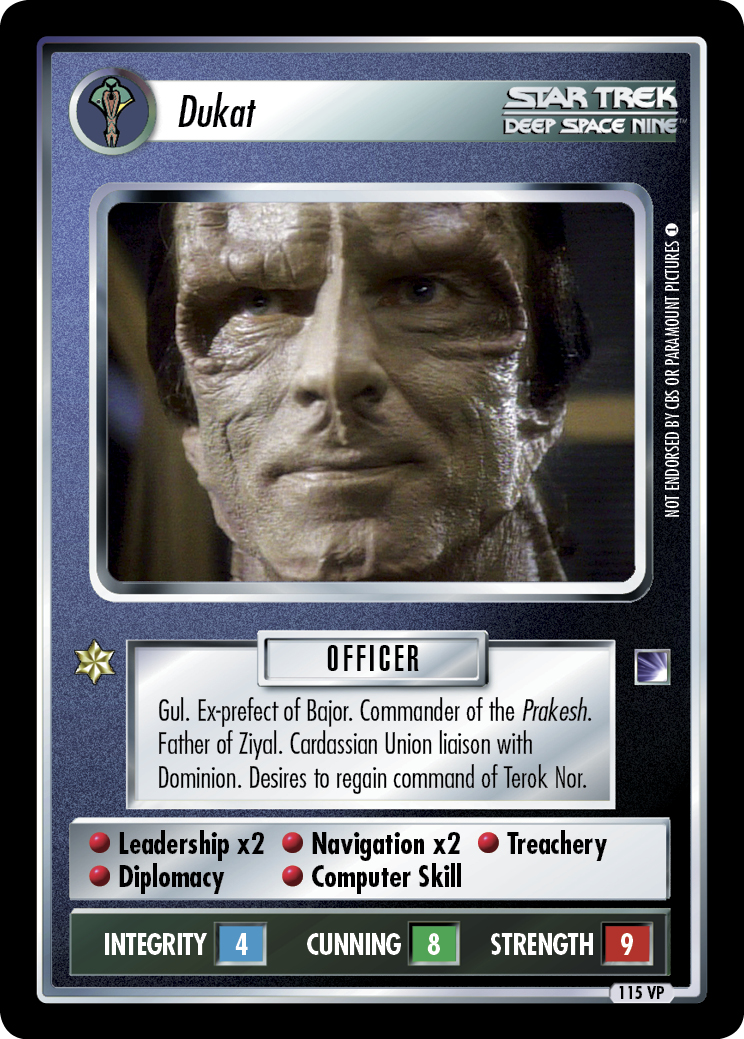 Dukat
STAR TREK
DEEP SPACE NINE™
NOT ENDORSED BY CBS OR PARAMOUNT PICTURES 1
OFFICER
Gul. Ex-prefect of Bajor. Commander of the Prakesh.
Father of Ziyal. Cardassian Union liaison with
Dominion. Desires to regain command of Terok Nor.
Leadership x2 Navigation x2 Treachery
Diplomacy Computer Skill
INTEGRITY 4 CUNNING 8 STRENGTH 9
115 VP